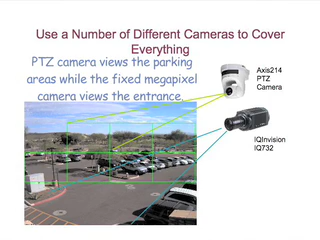 Use a Number of Different Cameras to Cover
Everything
PTZ camera views the parking
areas while the fixed megapixel
camera views the entrance.
Axis214
PTZ
Camera
IQinvision
IQ732